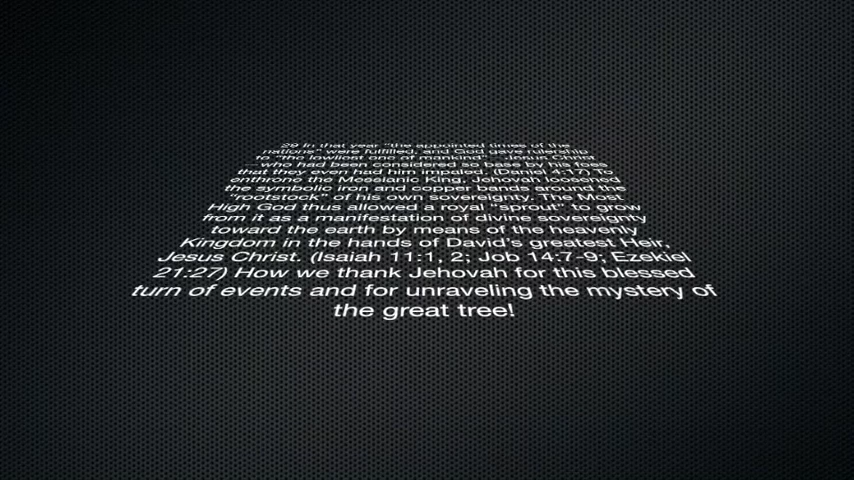 29 In that year “the appointed times of the
nations” were fulfilled, and God gave rulership
to “the lowliest one of mankind”—Jesus Christ
—who had been considered so base by his foes
that they even had him impaled. (Daniel 4:17) To
enthrone the Messianic King, Jehovah loosened
the symbolic iron and copper bands around the
“rootstock” of his own sovereignty. The Most
High God thus allowed a royal “sprout” to grow
from it as a manifestation of divine sovereignty
toward the earth by means of the heavenly
Kingdom in the hands of David’s greatest Heir,
Jesus Christ. (Isaiah 11:1, 2; Job 14:7-9; Ezekiel
21:27) How we thank Jehovah for this blessed
turn of events and for unraveling the mystery of
the great tree!